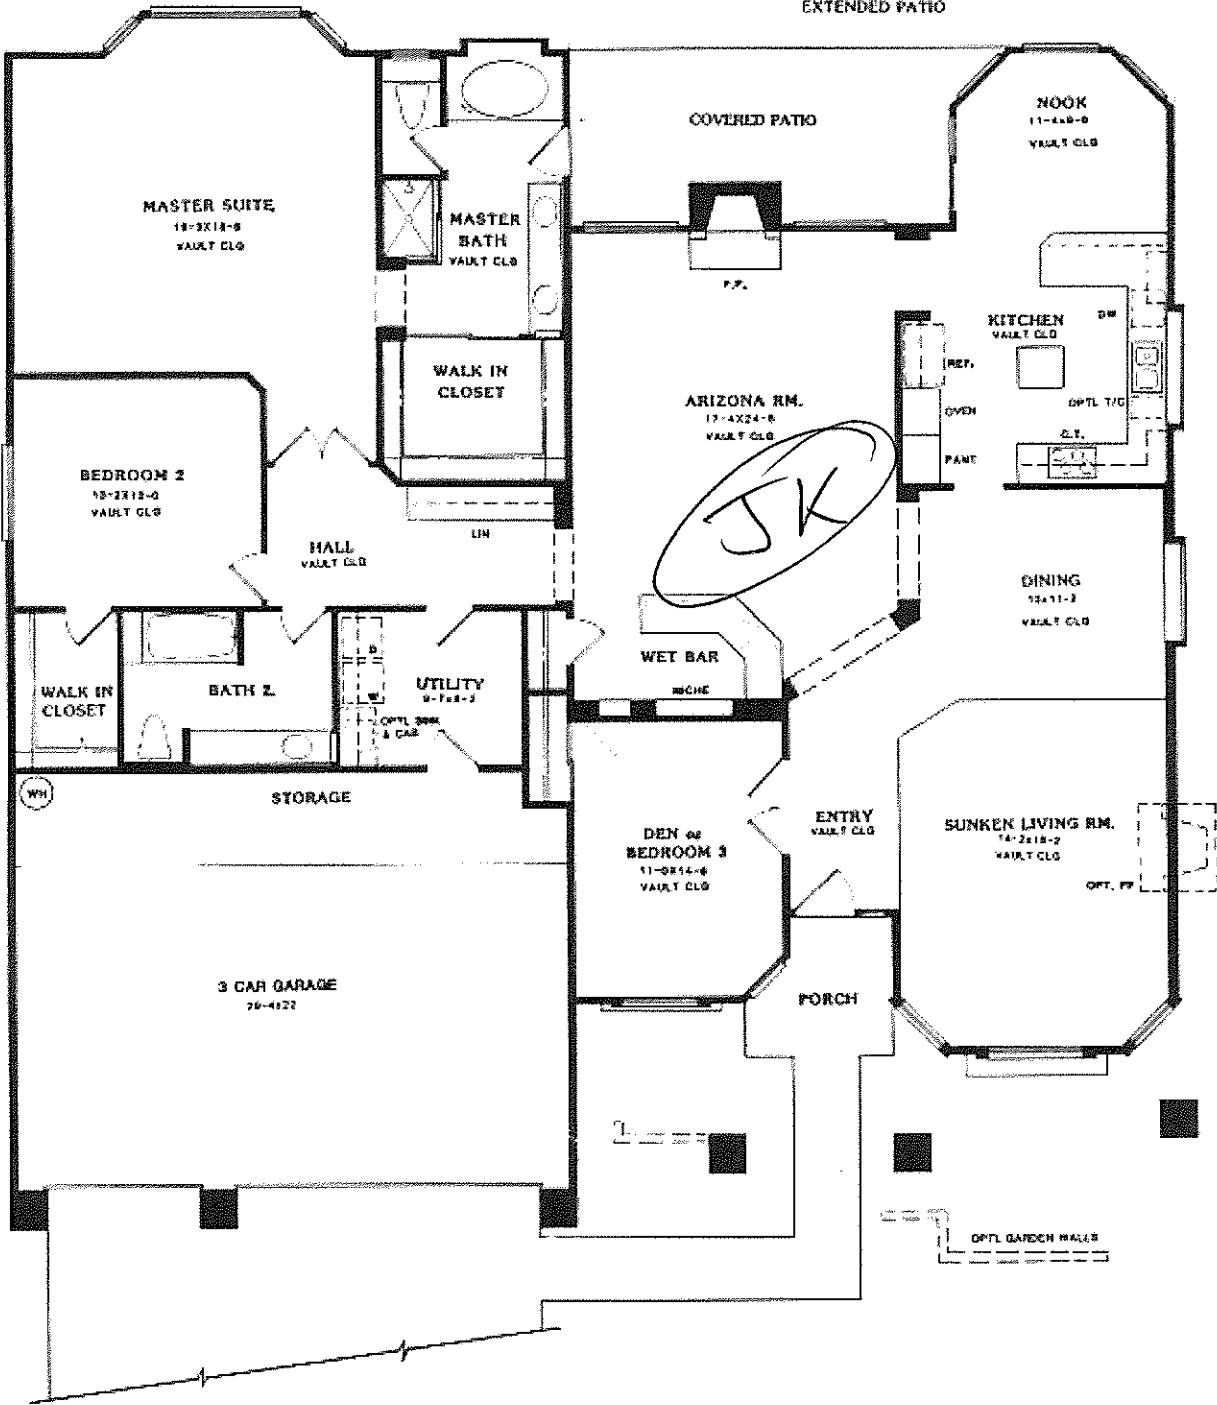 EXTENDED PATIO
NOOK
VAULT CLG
COVERED PATIO
MASTER SUITE
VAULT CLG
MASTER
BATH
VAULT CLG
F.P.
KITCHEN
VAULT CLG
DW
REF.
OVEN
PANT
OPTL T/C
C.T.
WALK IN
CLOSET
ARIZONA RM.
17-4X24-8
VAULT CLG
JK
BEDROOM 2
VAULT CLG
LIN
HALL
VAULT CLG
DINING
VAULT CLG
WET BAR
NICHE
WALK IN
CLOSET
BATH 2.
D
W
UTILITY
OPTL SINK
& CAB
WH
STORAGE
DEN or
BEDROOM 3
VAULT CLG
ENTRY
VAULT CLG
SUNKEN LIVING RM.
VAULT CLG
OPT. FP
3 CAR GARAGE
PORCH
OPTL GARDEN WALLS